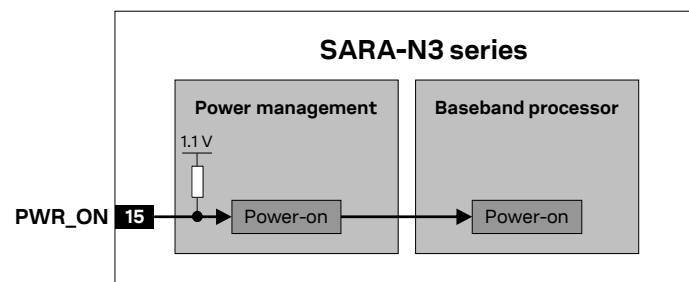 SARA-N3 series
Power management
Baseband processor
1.1 V
PWR_ON 15
Power-on
Power-on